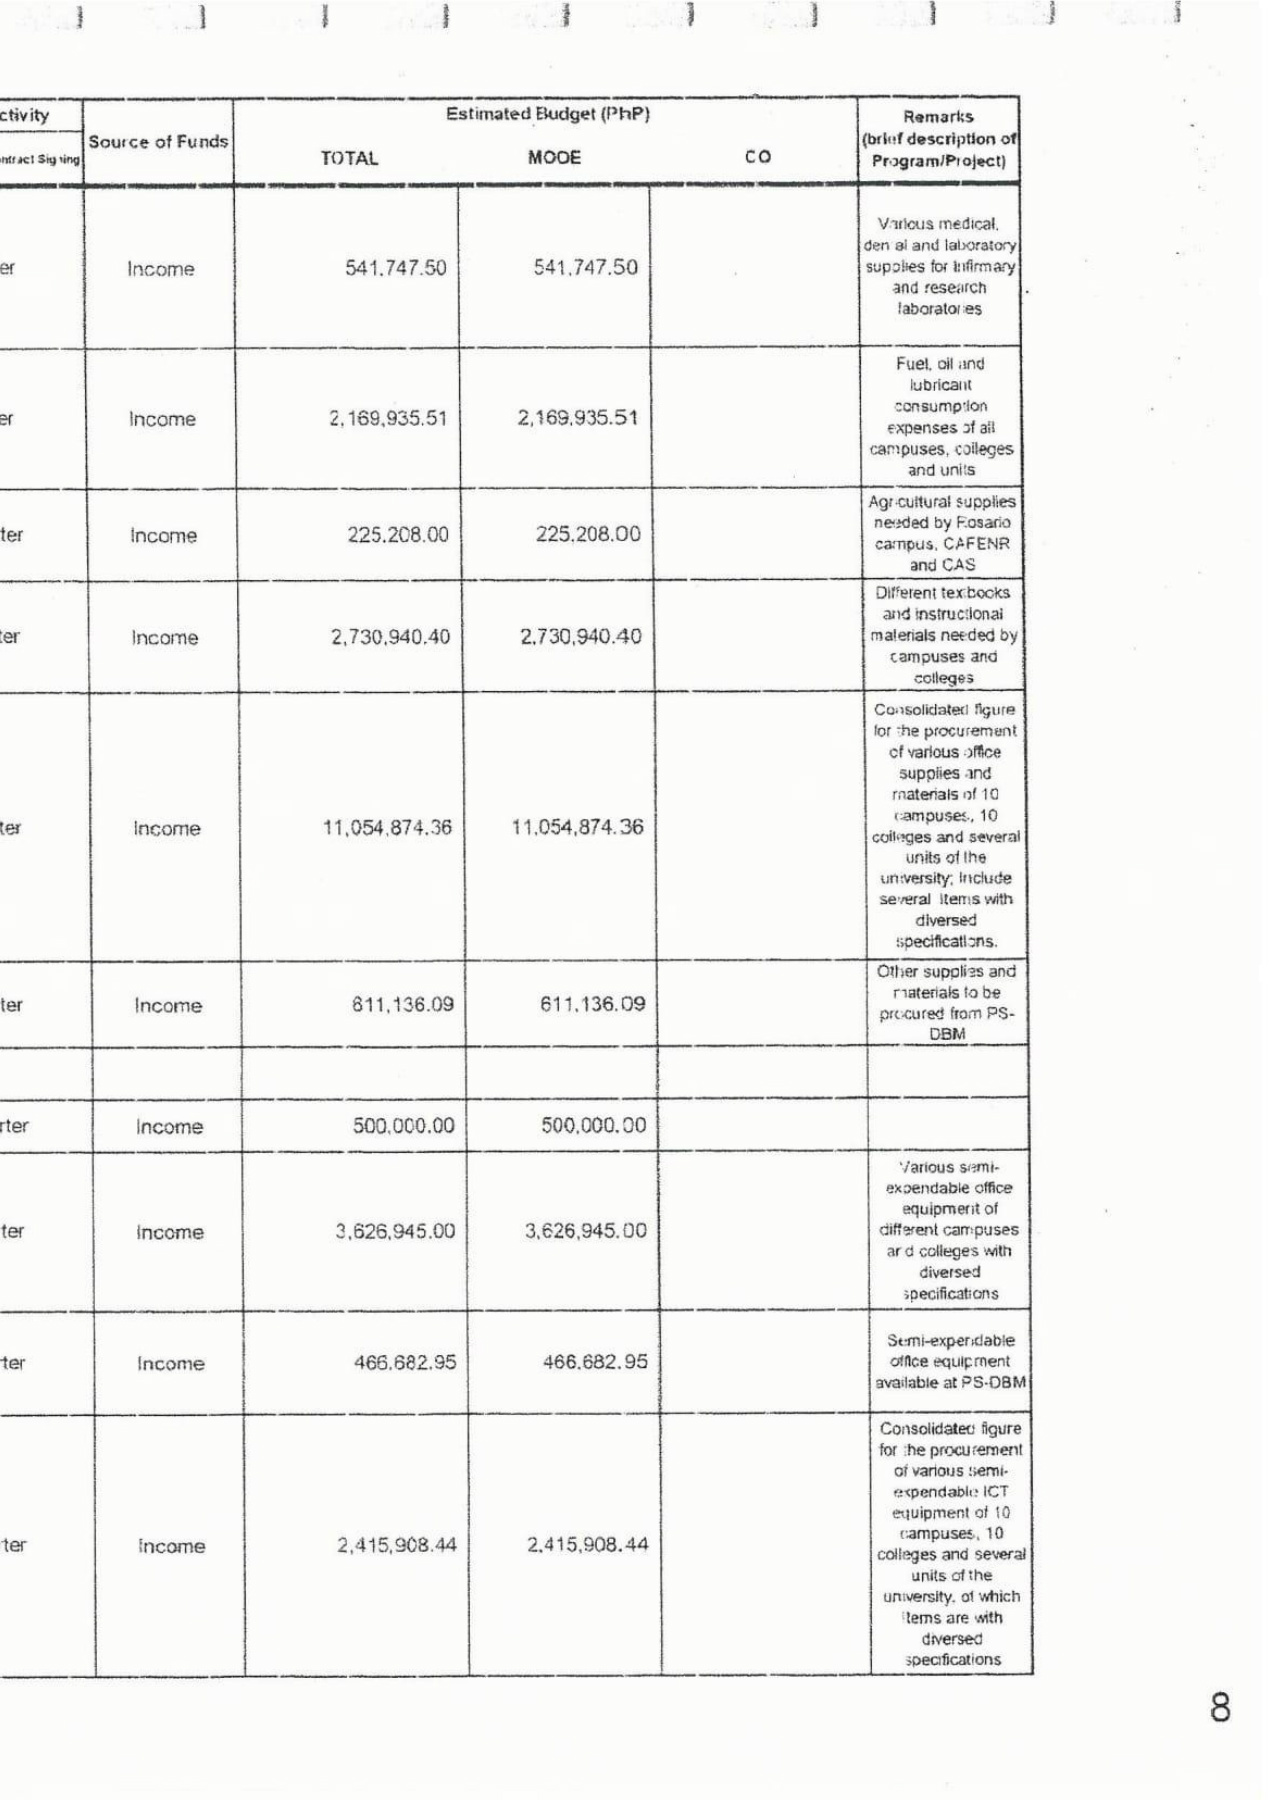 ctivity
Estimated Budget (PhP)
Remarks
Source of Funds
(brief description of
ontract Signing
TOTAL
MOOE
CO
Program/Project)
Various medical,
dental and laboratory
er
Income
541,747.50
541,747.50
supplies for Infirmary
and research
laboratories
Fuel, oil and
lubricant
consumption
er
Income
2,169,935.51
2,169,935.51
expenses of all
campuses, colleges
and units
Agricultural supplies
needed by Rosario
ter
Income
225,208.00
225,208.00
campus, CAFENR
and CAS
Different textbooks
and instructional
ter
Income
2,730,940.40
2,730,940.40
materials needed by
campuses and
colleges
Consolidated figure
for the procurement
of various office
supplies and
materials of 10
campuses, 10
ter
Income
11,054,874.36
11,054,874.36
colleges and several
units of the
university; Include
several items with
diversed
specifications.
Other supplies and
materials to be
ter
Income
611,136.09
611,136.09
procured from PS-
DBM
rter
Income
500,000.00
500,000.00
Various semi-
expendable office
equipment of
ter
Income
3,626,945.00
3,626,945.00
different campuses
and colleges with
diversed
specifications
Semi-expendable
ter
Income
466,682.95
466,682.95
office equipment
available at PS-DBM
Consolidated figure
for the procurement
of various semi-
expendable ICT
equipment of 10
campuses, 10
ter
Income
2,415,908.44
2,415,908.44
colleges and several
units of the
university, of which
items are with
diversed
specifications
8